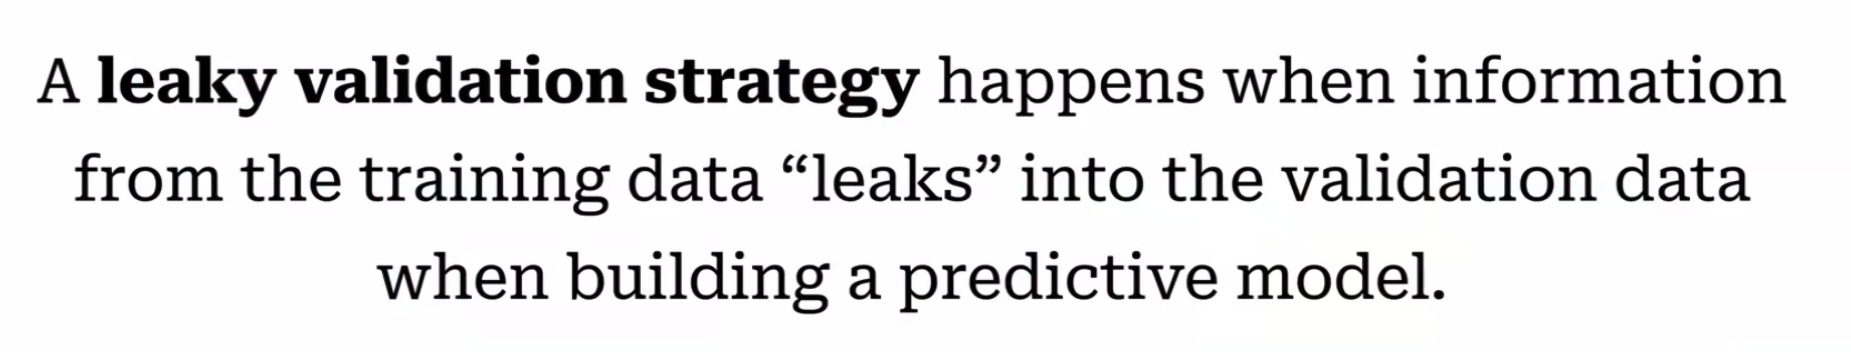 A leaky validation strategy happens when information
from the training data “leaks” into the validation data
when building a predictive model.